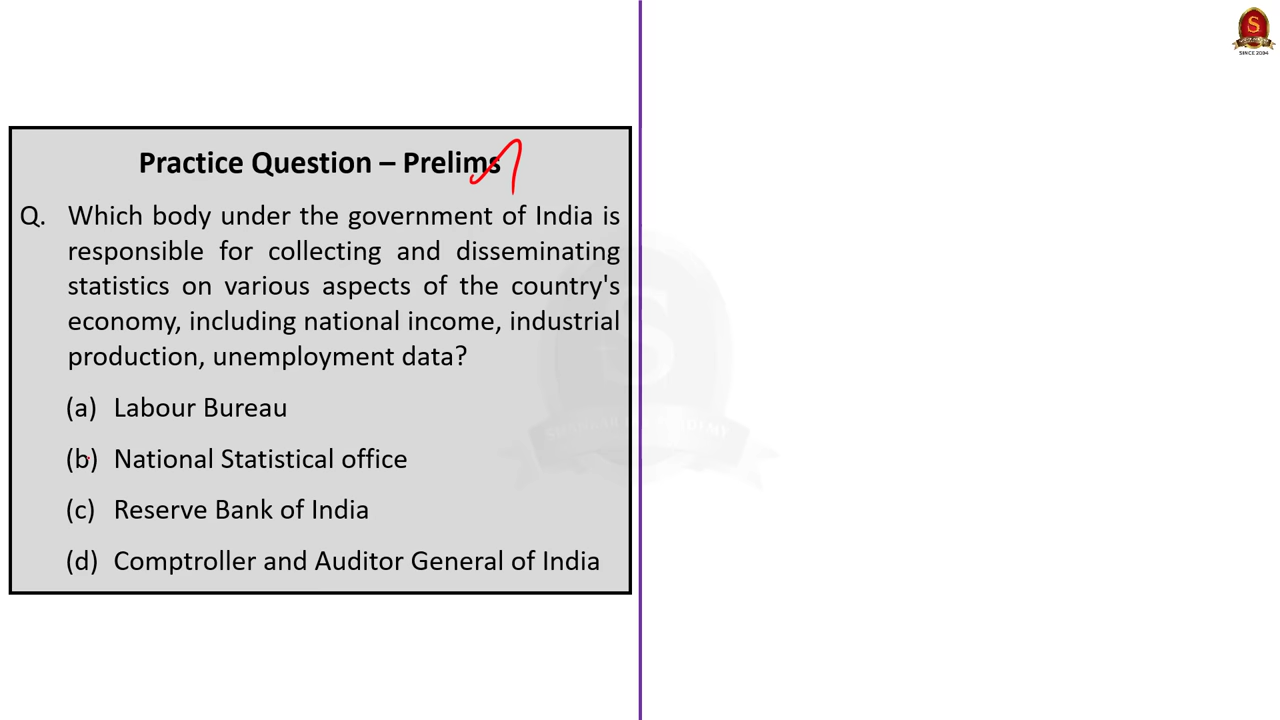 Practice Question – Prelims
Q. Which body under the government of India is
responsible for collecting and disseminating
statistics on various aspects of the country's
economy, including national income, industrial
production, unemployment data?
(a) Labour Bureau
(b) National Statistical office
(c) Reserve Bank of India
(d) Comptroller and Auditor General of India
S
SINCE 2004